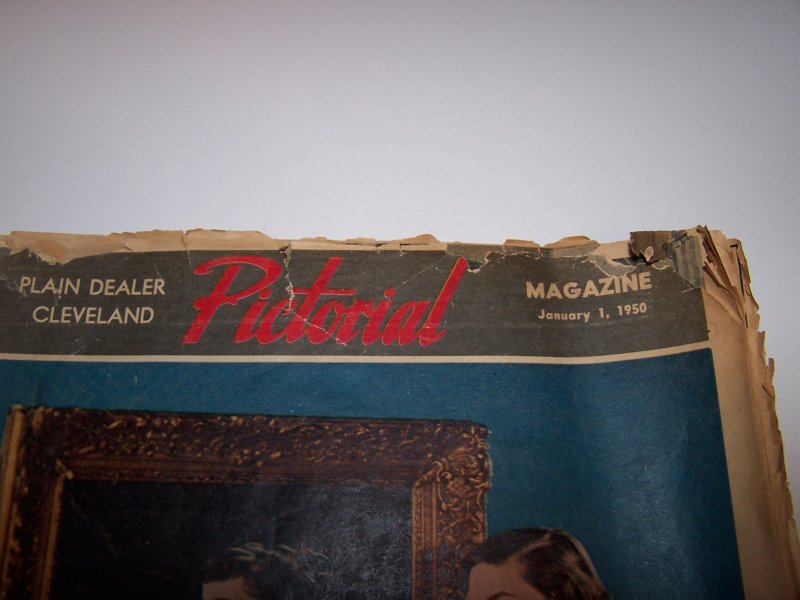 PLAIN DEALER
CLEVELAND
Pictorial
MAGAZINE
January 1, 1950